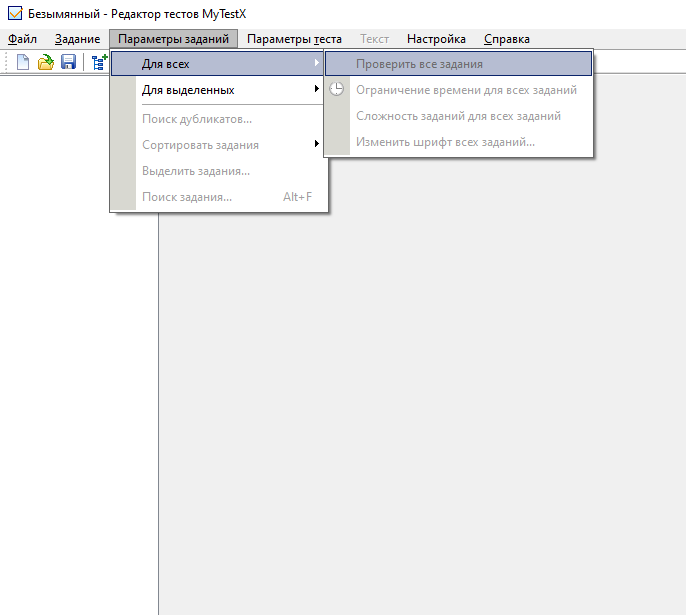 Безымянный - Редактор тестов MyTestX
Файл Задание Параметры заданий Параметры теста Текст Настройка Справка
Для всех
Для выделенных
Поиск дубликатов...
Сортировать задания
Выделить задания...
Поиск задания... Alt+F
Проверить все задания
Ограничение времени для всех заданий
Сложность заданий для всех заданий
Изменить шрифт всех заданий...